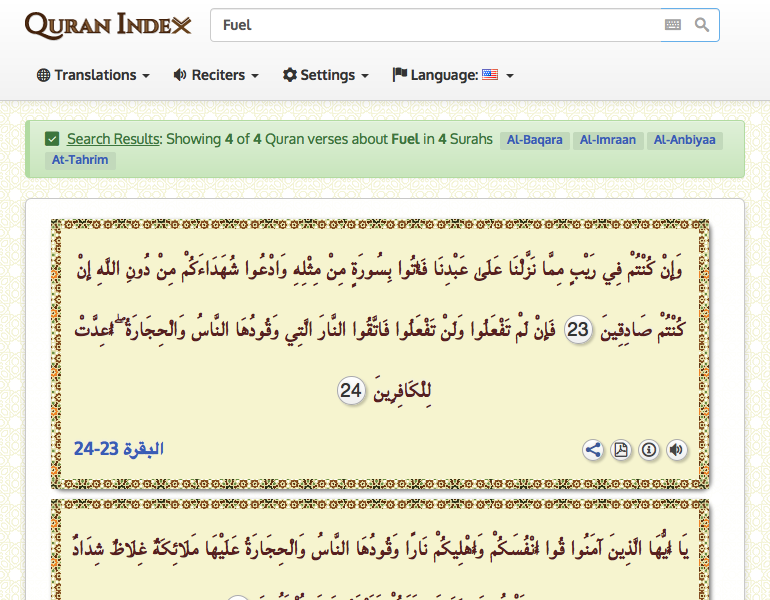 QURAN INDEX
Fuel
Translations Reciters Settings Language:
Search Results: Showing 4 of 4 Quran verses about Fuel in 4 Surahs Al-Baqara Al-Imraan Al-Anbiyaa
At-Tahrim
وَإِنْ كُنْتُمْ فِي رَيْبٍ مِمَّا نَزَّلْنَا عَلَىٰ عَبْدِنَا فَأْتُوا بِسُورَةٍ مِنْ مِثْلِهِ وَادْعُوا شُهَدَاءَكُمْ مِنْ دُونِ اللَّهِ إِنْ
كُنْتُمْ صَادِقِينَ 23 فَإِنْ لَمْ تَفْعَلُوا وَلَنْ تَفْعَلُوا فَاتَّقُوا النَّارَ الَّتِي وَقُودُهَا النَّاسُ وَالْحِجَارَةُ ۖ أُعِدَّتْ
لِلْكَافِرِينَ 24
البقرة 23-24
يَا أَيُّهَا الَّذِينَ آمَنُوا قُوا أَنْفُسَكُمْ وَأَهْلِيكُمْ نَارًا وَقُودُهَا النَّاسُ وَالْحِجَارَةُ عَلَيْهَا مَلَائِكَةٌ غِلَاظٌ شِدَادٌ